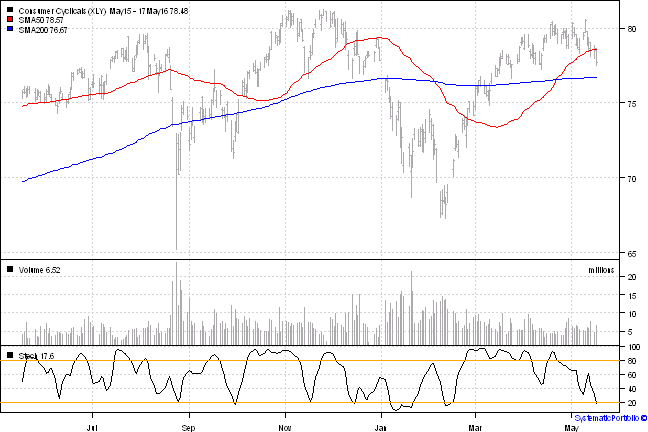 Consumer Cyclicals (XLY) May15 - 17May16 78.48
SMA50 78.57
SMA200 76.67
80
75
70
65
Volume 6.52
millions
20
15
10
5
Stock 17.6
100
80
60
40
20
Jul
Sep
Nov
Jan
Mar
May
SystematicPortfolio ©